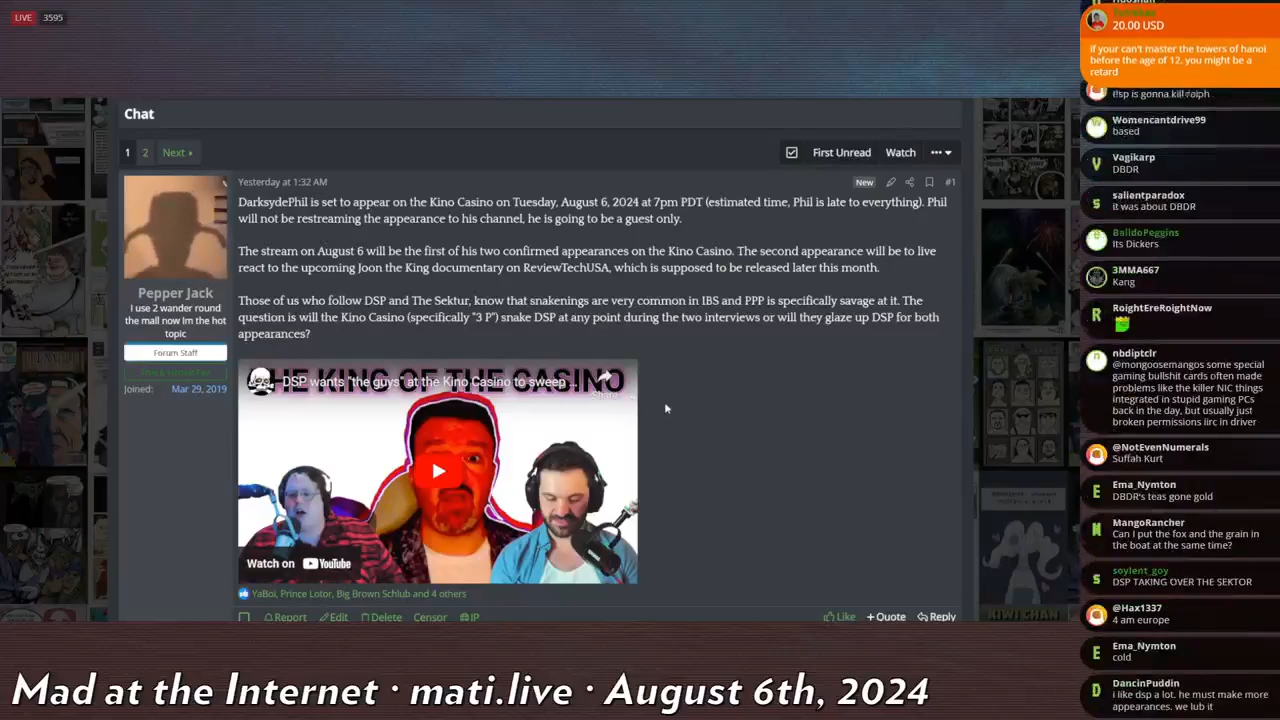 LIVE 3595
Chat
1 2 Next
First Unread Watch
Yesterday at 1:32 AM
New #1
DarksydePhil is set to appear on the Kino Casino on Tuesday, August 6, 2024 at 7pm PDT (estimated time, Phil is late to everything). Phil
will not be restreaming the appearance to his channel, he is going to be a guest only.
The stream on August 6 will be the first of his two confirmed appearances on the Kino Casino. The second appearance will be to live
react to the upcoming Joon the King documentary on ReviewTechUSA, which is supposed to be released later this month.
Those of us who follow DSP and The Sektur, know that snakenings are very common in IBS and PPP is specifically savage at it. The
question is will the Kino Casino (specifically "3 P") snake DSP at any point during the two interviews or will they glaze up DSP for both
appearances?
Pepper Jack
I use 2 wander round
the mall now Im the hot
topic
Forum Staff
Joined: Mar 29, 2019
HE KING OF THE CASINO
DSP wants "the guys" at the Kino Casino to sweep ...
Share
Watch on YouTube
YaBoi, Prince Lotor, Big Brown Schlub and 4 others
Report Edit Delete Censor IP
Like + Quote Reply
KIWI CHAN
Mad at the Internet · mati.live · August 6th, 2024
20.00 USD
if your can't master the towers of hanoi
before the age of 12. you might be a
retard
dsp is gonna kill ralph
Womencantdrive99
based
Vagikarp
DBDR
salientparadox
it was about DBDR
BalldoPeggins
Its Dickers
3MMA667
Kang
RoightEreRoightNow
nbdiptclr
@mongoosemangos some special
gaming bullshit cards often made
problems like the killer NIC things
integrated in stupid gaming PCs
back in the day, but usually just
broken permissions iirc in driver
@NotEvenNumerals
Suffah Kurt
Ema_Nymton
DBDR's teas gone gold
MangoRancher
Can I put the fox and the grain in
the boat at the same time?
soylent_goy
DSP TAKING OVER THE SEKTOR
@Hax1337
4 am europe
Ema_Nymton
cold
DancinPuddin
i like dsp a lot. he must make more
appearances. we lub it